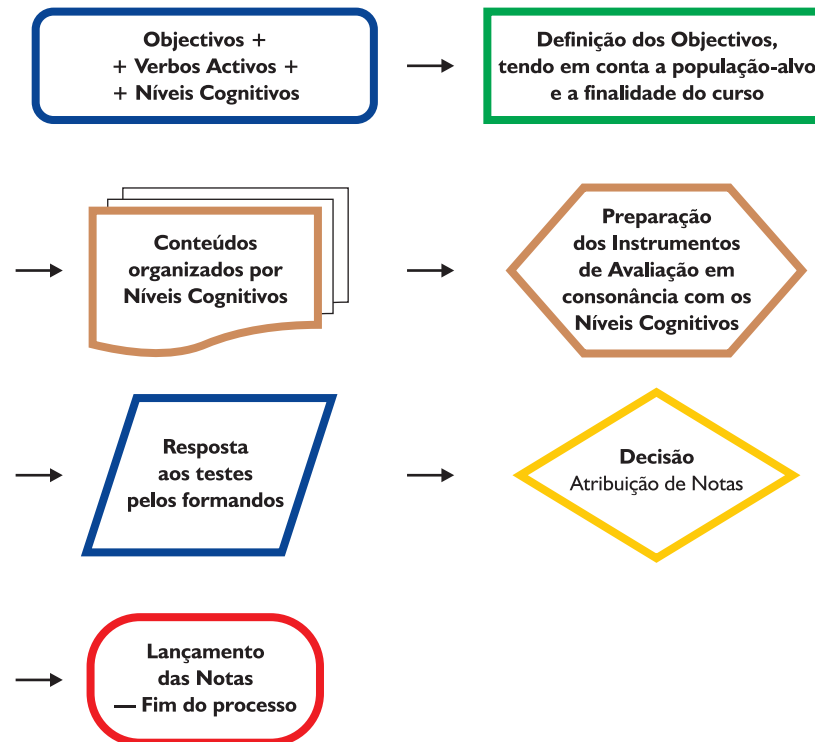 Objectivos +
+ Verbos Activos +
+ Níveis Cognitivos
Definição dos Objectivos,
tendo em conta a população-alvo
e a finalidade do curso
Conteúdos
organizados por
Níveis Cognitivos
Preparação
dos Instrumentos
de Avaliação em
consonância com os
Níveis Cognitivos
Resposta
aos testes
pelos formandos
Decisão
Atribuição de Notas
Lançamento
das Notas
— Fim do processo